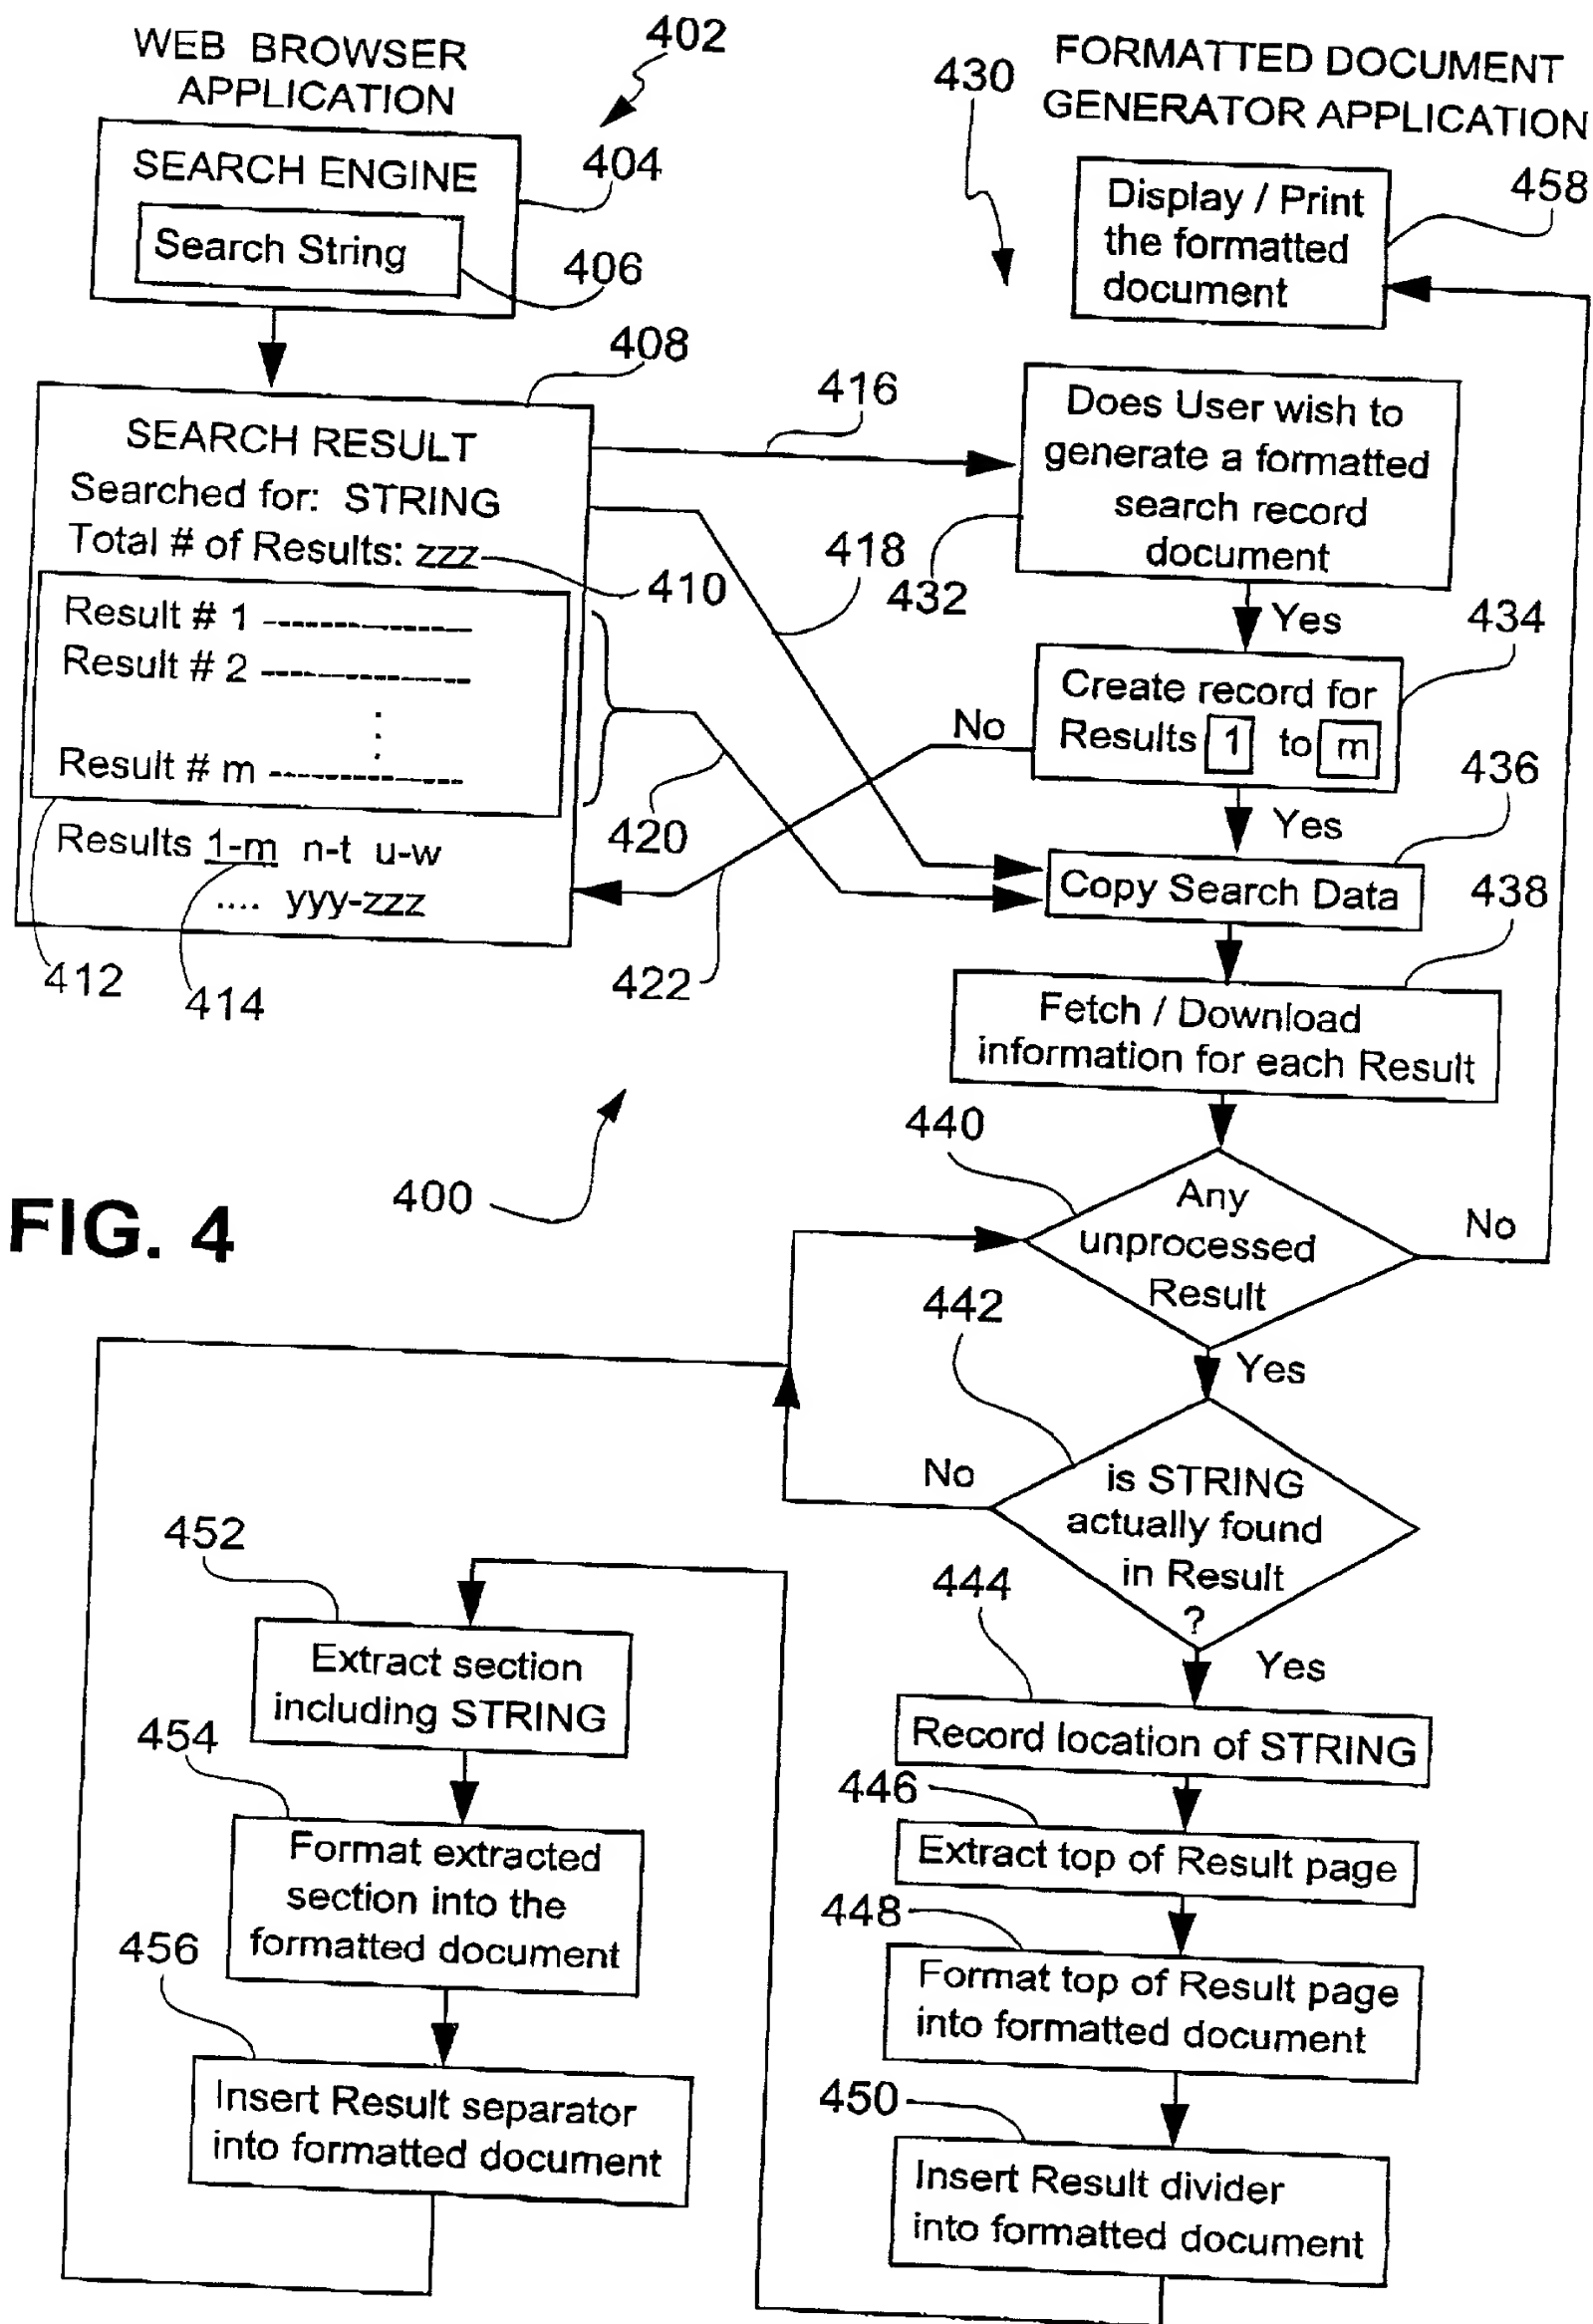 WEB BROWSER
APPLICATION
402
SEARCH ENGINE
404
Search String
406
408
SEARCH RESULT
Searched for: STRING
Total # of Results: zzz
410
Result # 1 ----------------
Result # 2 ----------------
Result # m ----------------
Results 1-m n-t u-w
.... yyy-zzz
412
414
416
418
420
422
430
FORMATTED DOCUMENT
GENERATOR APPLICATION
Display / Print
the formatted
document
458
Does User wish to
generate a formatted
search record
document
432
Yes
434
Create record for
Results 1 to m
No
Yes
436
Copy Search Data
438
Fetch / Download
information for each Result
440
Any
unprocessed
Result
No
Yes
442
is STRING
actually found
in Result
?
No
Yes
444
Record location of STRING
446
Extract top of Result page
448
Format top of Result page
into formatted document
450
Insert Result divider
into formatted document
452
Extract section
including STRING
454
Format extracted
section into the
formatted document
456
Insert Result separator
into formatted document
400
FIG. 4